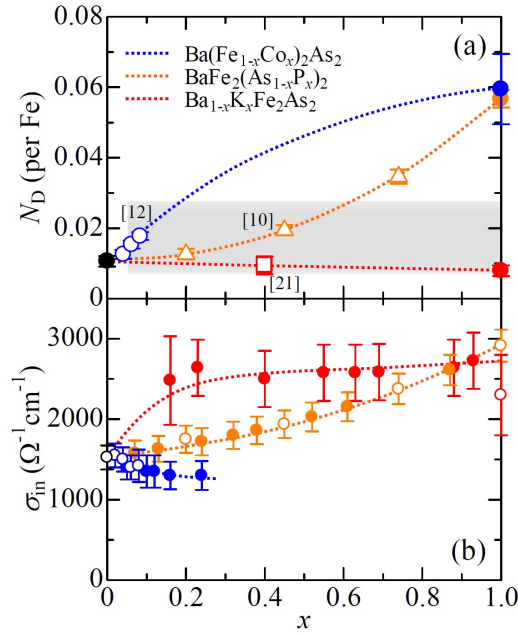 (a)
Ba(Fe1-xCox)2As2
BaFe2(As1-xPx)2
Ba1-xKxFe2As2
0.08
0.06
0.04
0.02
0
ND (per Fe)
[12]
[10]
[21]
3000
2000
1000
0
σin (Ω-1cm-1)
(b)
0 0.2 0.4 0.6 0.8 1.0
x